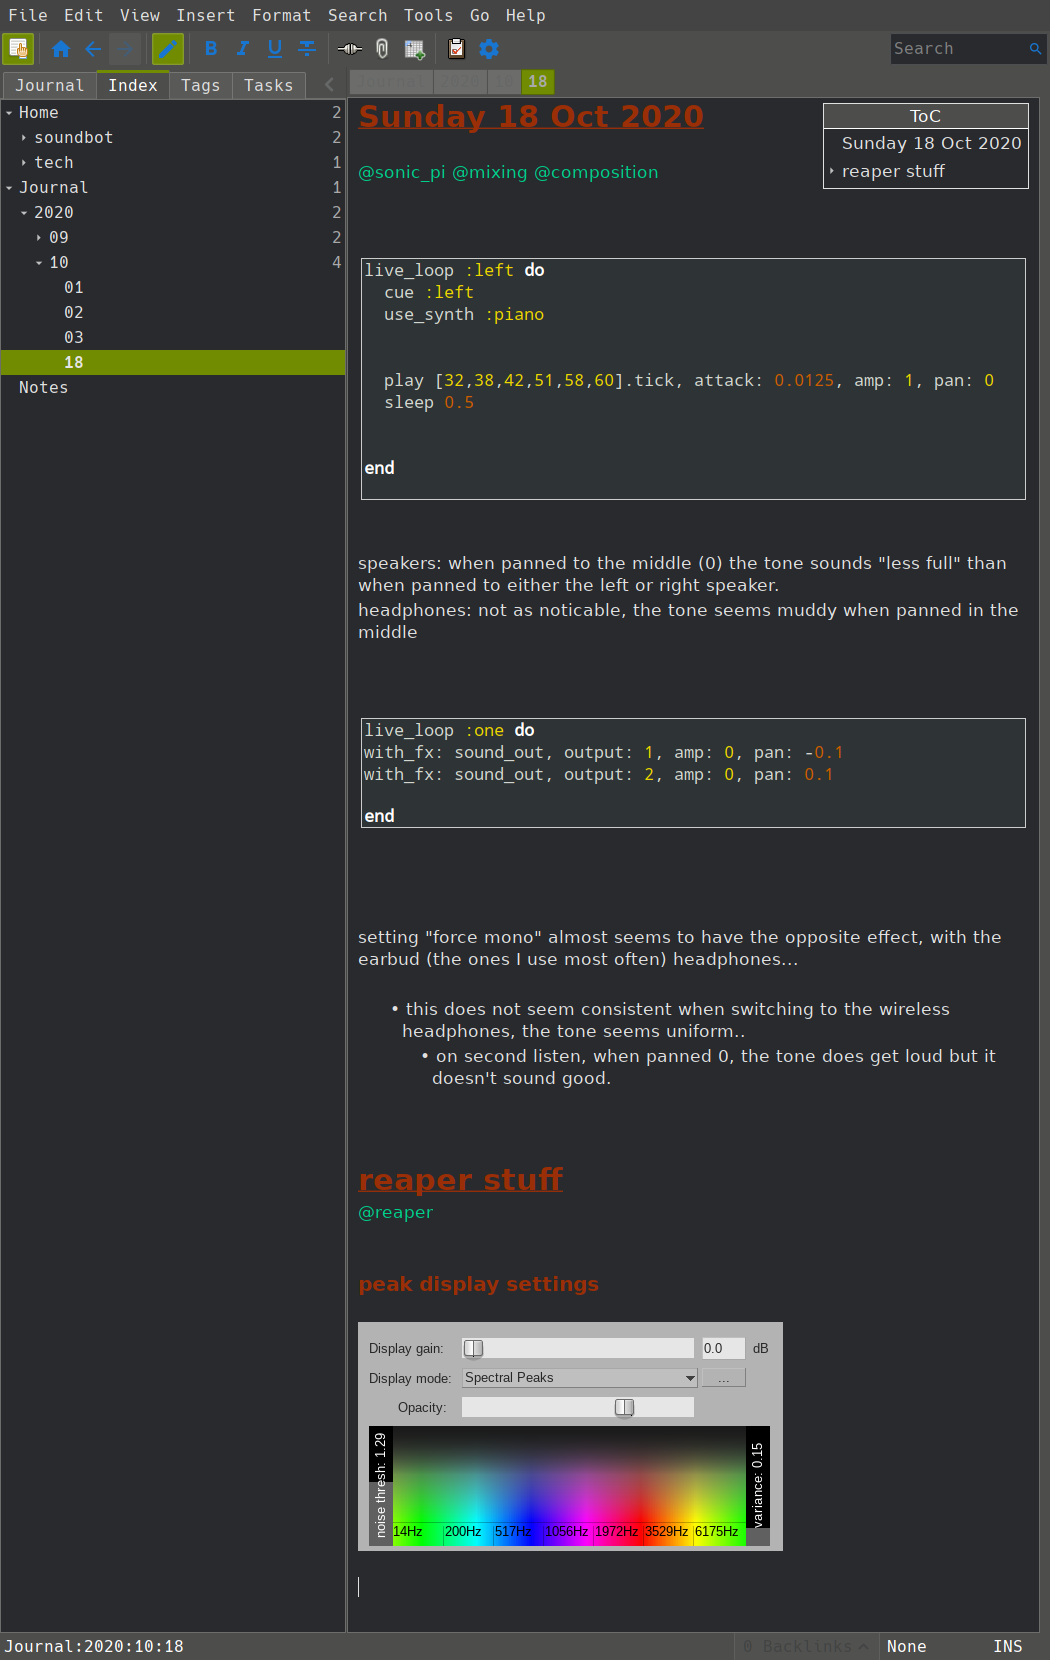 File Edit View Insert Format Search Tools Go Help
B I U S Search
Journal Index Tags Tasks
Journal 2020 10 18
Home 2
soundbot 2
tech 1
Journal 1
2020 2
09 2
10 4
01
02
03
18
Notes
Sunday 18 Oct 2020
ToC
Sunday 18 Oct 2020
reaper stuff
@sonic_pi @mixing @composition
live_loop :left do
cue :left
use_synth :piano
play [32,38,42,51,58,60].tick, attack: 0.0125, amp: 1, pan: 0
sleep 0.5
end
speakers: when panned to the middle (0) the tone sounds "less full" than
when panned to either the left or right speaker.
headphones: not as noticable, the tone seems muddy when panned in the
middle
live_loop :one do
with_fx: sound_out, output: 1, amp: 0, pan: -0.1
with_fx: sound_out, output: 2, amp: 0, pan: 0.1
end
setting "force mono" almost seems to have the opposite effect, with the
earbud (the ones I use most often) headphones...
• this does not seem consistent when switching to the wireless
headphones, the tone seems uniform..
• on second listen, when panned 0, the tone does get loud but it
doesn't sound good.
reaper stuff
@reaper
peak display settings
Display gain: 0.0 dB
Display mode: Spectral Peaks ...
Opacity:
noise thresh: 1.29
variance: 0.15
14Hz 200Hz 517Hz 1056Hz 1972Hz 3529Hz 6175Hz
Journal:2020:10:18 0 Backlinks None INS